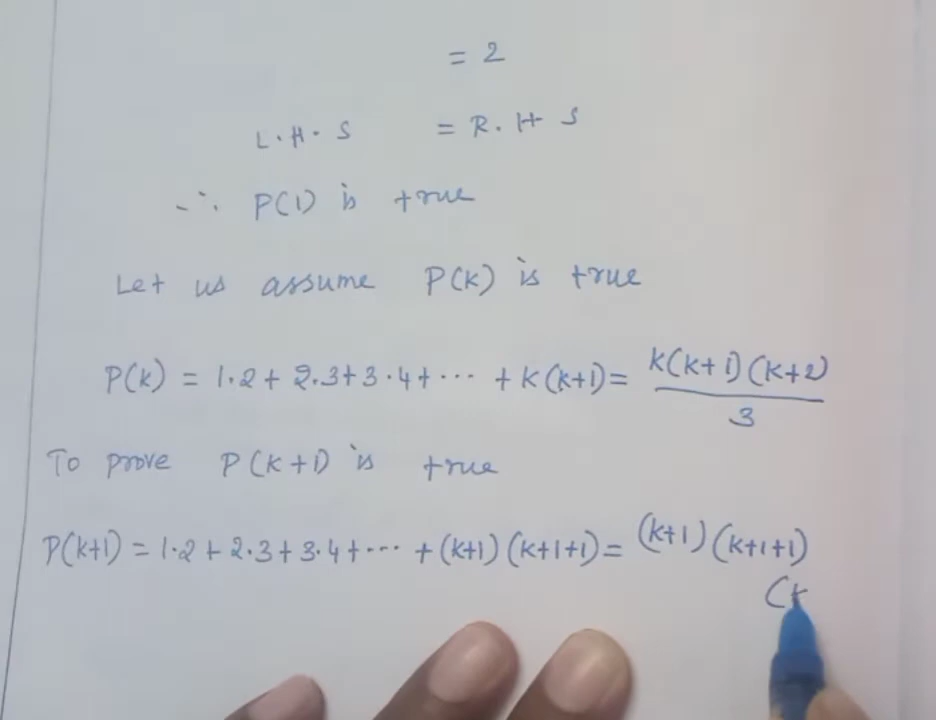 = 2
L.H.S = R.H S
∴ P(1) is true
Let us assume P(k) is true
P(k) = 1.2 + 2.3 + 3.4 + ... + k(k+1) = k(k+1)(k+2)
3
To prove P(k+1) is true
P(k+1) = 1.2 + 2.3 + 3.4 + ... + (k+1)(k+1+1) = (k+1)(k+1+1)
(k